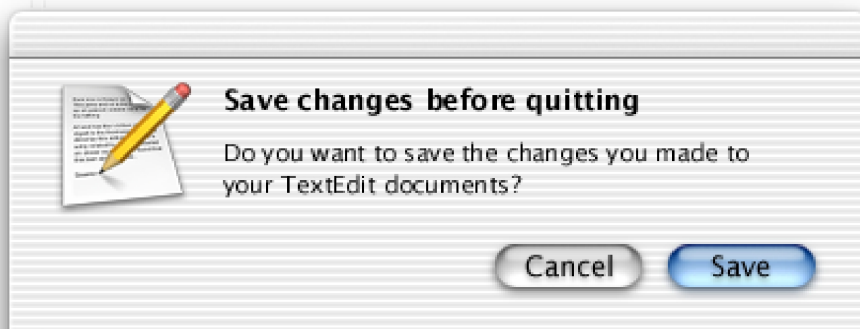 Save changes before quitting
Do you want to save the changes you made to
your TextEdit documents?
Cancel Save